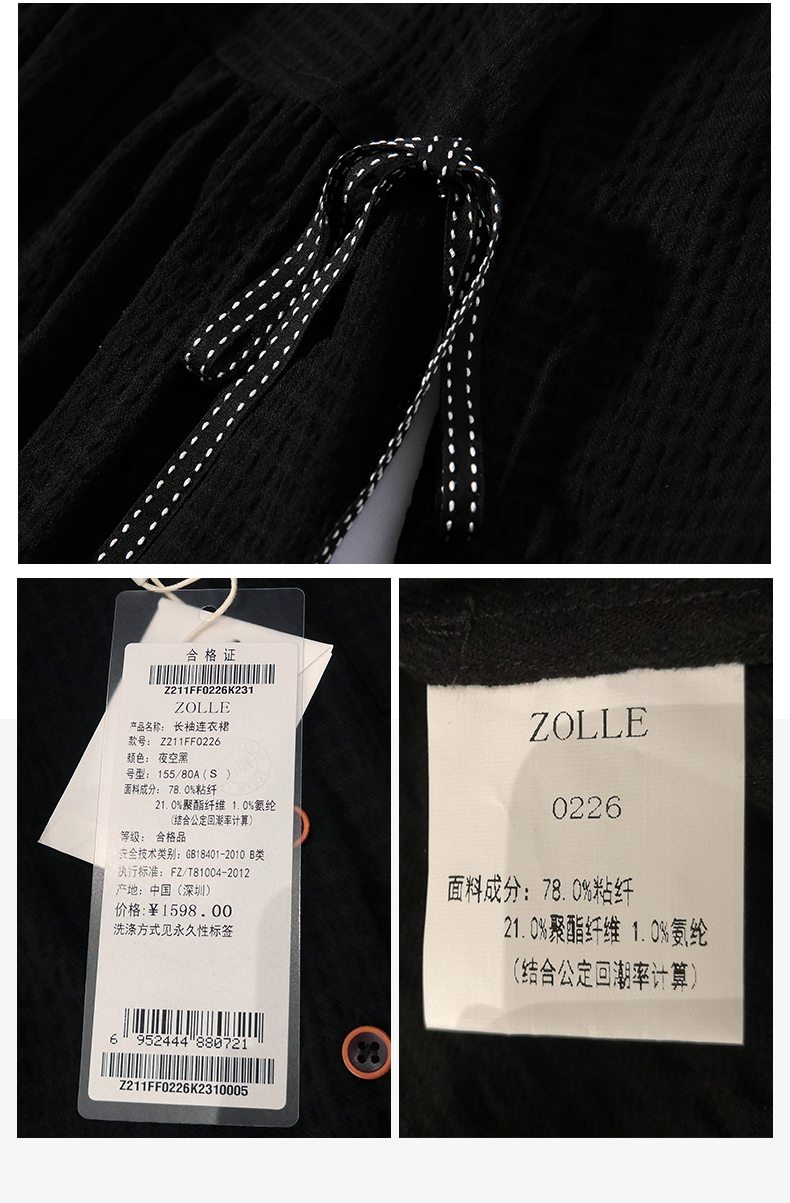 合格证
Z211FF0226K231
ZOLLE
产品名称: 长袖连衣裙
款号: Z211FF0226
颜色: 夜空黑
号型: 155/80A(S )
面料成分: 78.0%粘纤
21.0%聚酯纤维 1.0%氨纶
(结合公定回潮率计算)
等级: 合格品
安全技术类别: GB18401-2010 B类
执行标准: FZ/T81004-2012
产地: 中国(深圳)
价格:¥1598.00
洗涤方式见永久性标签
6 952444 880721
Z211FF0226K2310005
ZOLLE
0226
面料成分: 78.0%粘纤
21.0%聚酯纤维 1.0%氨纶
(结合公定回潮率计算)